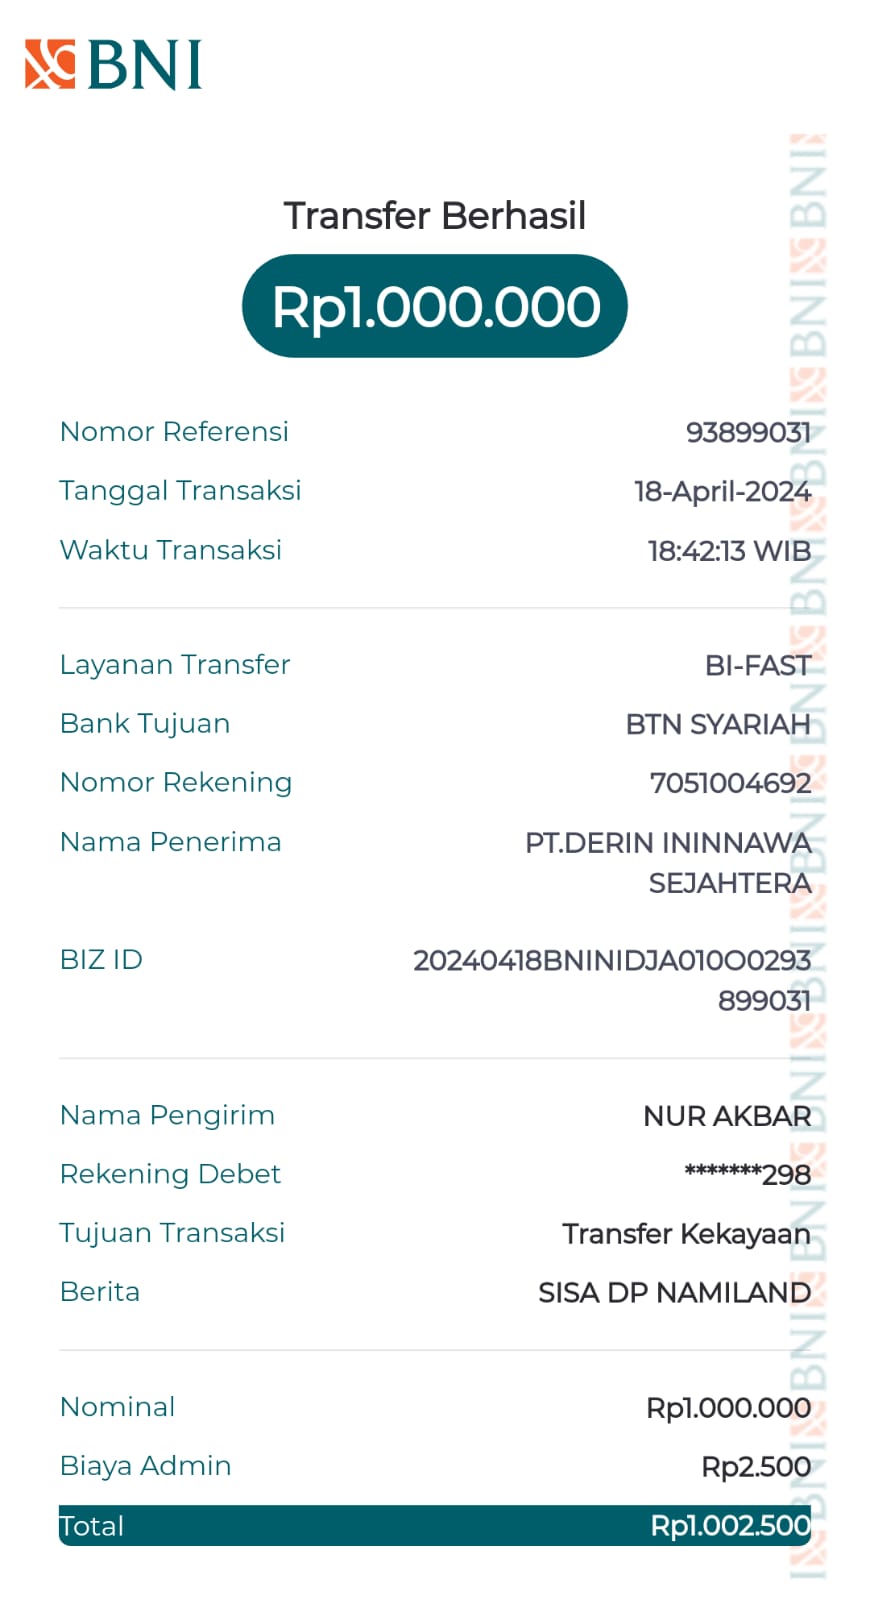 BNI
Transfer Berhasil
Rp1.000.000
Nomor Referensi 93899031
Tanggal Transaksi 18-April-2024
Waktu Transaksi 18:42:13 WIB
Layanan Transfer BI-FAST
Bank Tujuan BTN SYARIAH
Nomor Rekening 7051004692
Nama Penerima PT.DERIN ININNAWA
SEJAHTERA
BIZ ID 20240418BNINIDJA010O0293
899031
Nama Pengirim NUR AKBAR
Rekening Debet *******298
Tujuan Transaksi Transfer Kekayaan
Berita SISA DP NAMILAND
Nominal Rp1.000.000
Biaya Admin Rp2.500
Total Rp1.002.500
BNI BNI BNI BNI BNI BNI BNI BNI BNI BNI BNI